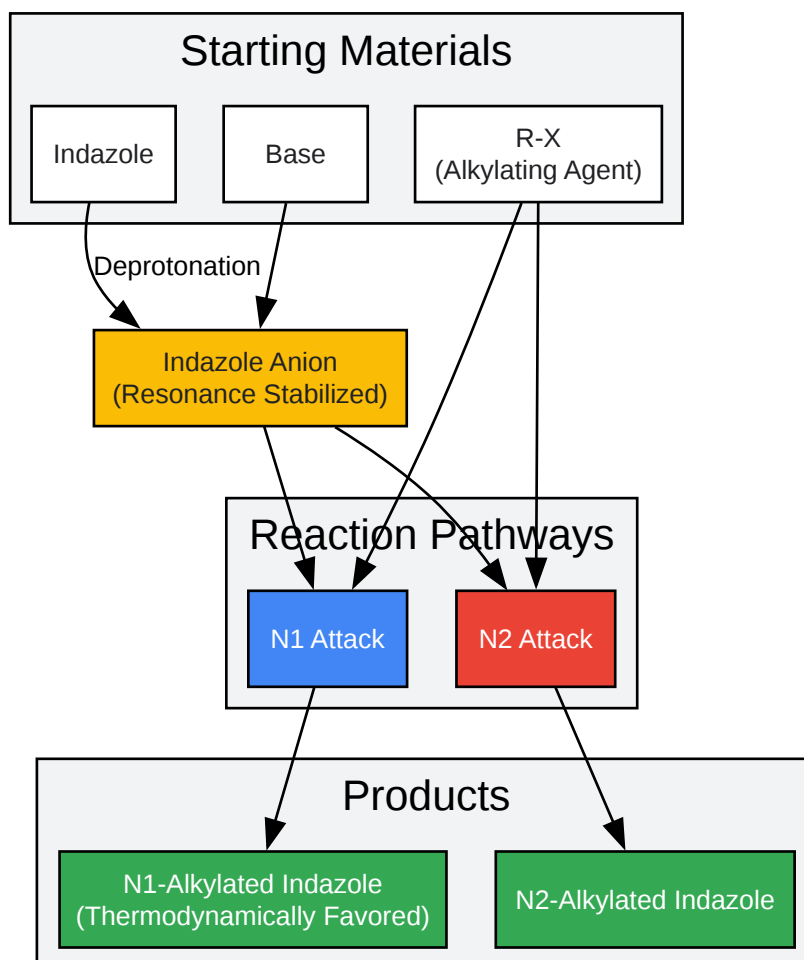 Starting Materials
Indazole
Base
R-X
(Alkylating Agent)
Deprotonation
Indazole Anion
(Resonance Stabilized)
Reaction Pathways
N1 Attack
N2 Attack
Products
N1-Alkylated Indazole
(Thermodynamically Favored)
N2-Alkylated Indazole